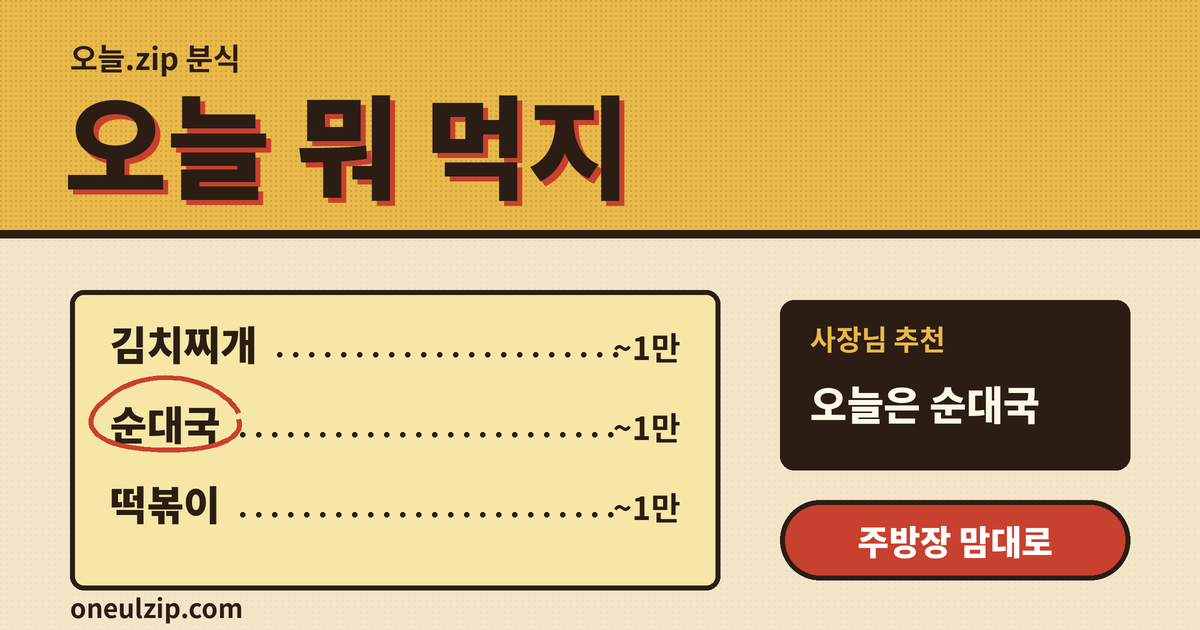 오늘.zip 분식
오늘 뭐 먹지
김치찌개 ......................~1만
순대국 ........................~1만
떡볶이 ........................~1만
사장님 추천
오늘은 순대국
주방장 맘대로
oneulzip.com